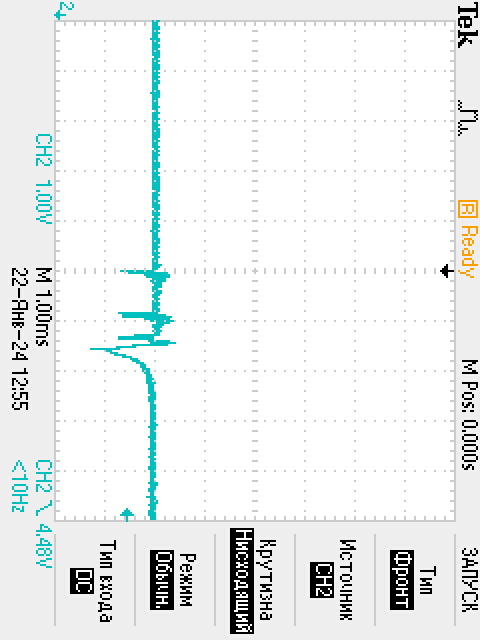 Tek R Ready M Pos: 0.000s ЗАПУСК
Тип
Фронт
Источник
CH2
Крутизна
Нисходящий
Режим
Обычн.
Тип входа
DC
2
CH2 1.00V M 1.00ms CH2 \ 4.48V
22-Янв-24 12:55 <10Hz